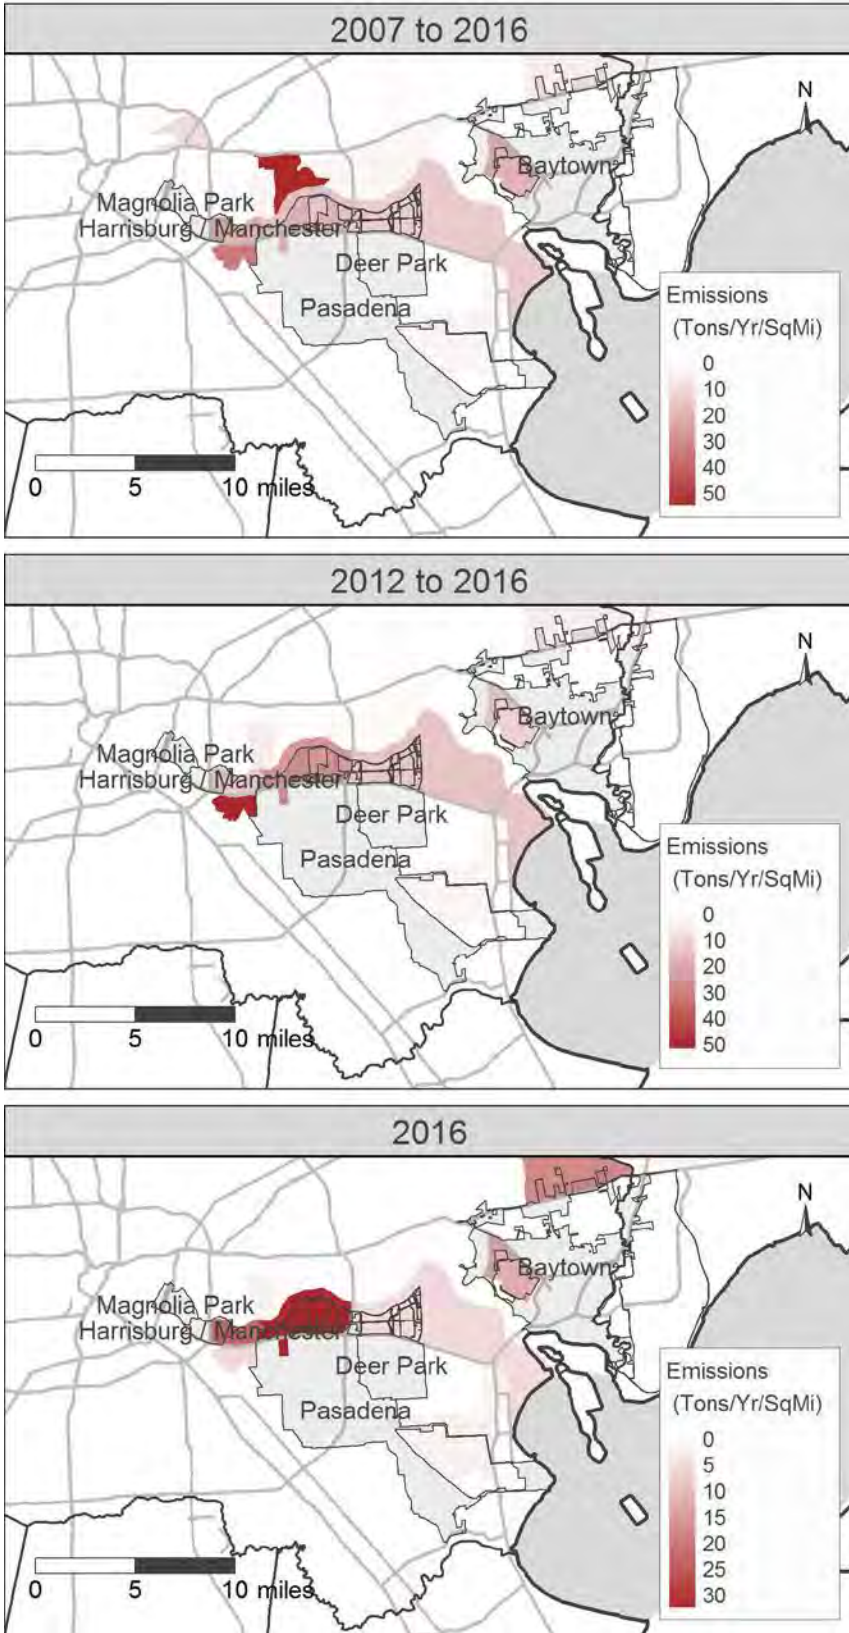 2007 to 2016
N
Baytown
Magnolia Park
Harrisburg Manchester
Deer Park
Pasadena
Emissions
(Tons/Yr/SqMi)
0
10
20
30
40
50
0 5 10 miles
2012 to 2016
N
Baytown
Magnolia Park
Harrisburg Manchester
Deer Park
Pasadena
Emissions
(Tons/Yr/SqMi)
0
10
20
30
40
50
0 5 10 miles
2016
N
Baytown
Magnolia Park
Harrisburg Manchester
Deer Park
Pasadena
Emissions
(Tons/Yr/SqMi)
0
5
10
15
20
25
30
0 5 10 miles